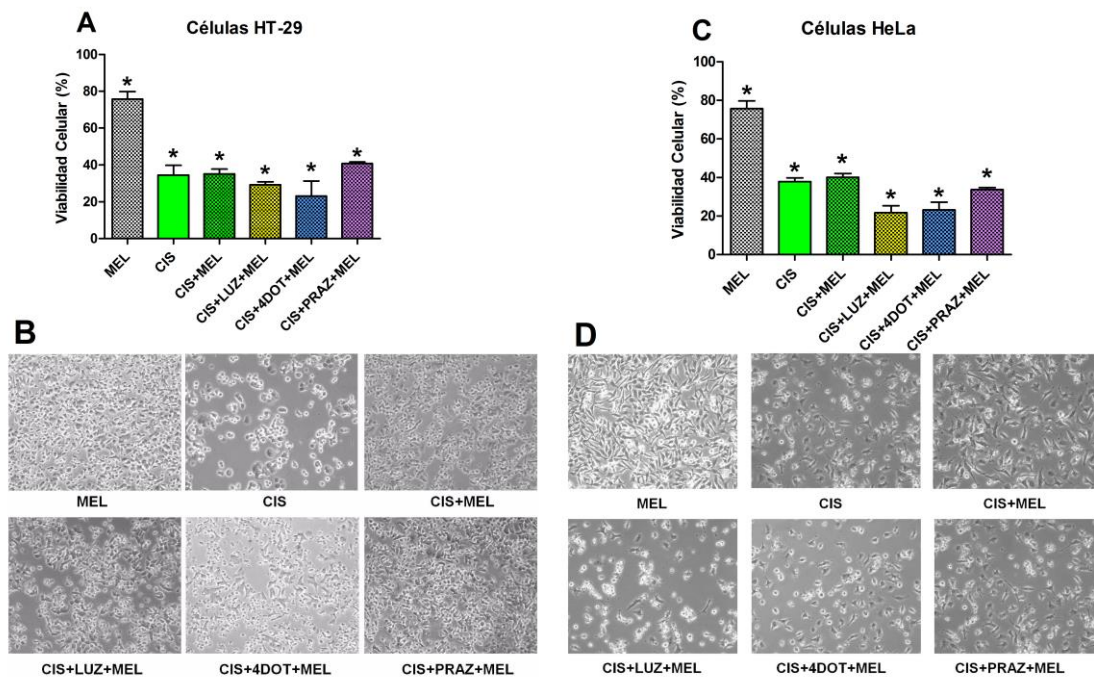 A
Células HT-29
Viabilidad Celular (%)
100
80
60
40
20
0
* * * * * *
MEL
CIS
CIS+MEL
CIS+LUZ+MEL
CIS+4DOT+MEL
CIS+PRAZ+MEL
C
Células HeLa
Viabilidad Celular (%)
100
80
60
40
20
0
* * * * * *
MEL
CIS
CIS+MEL
CIS+LUZ+MEL
CIS+4DOT+MEL
CIS+PRAZ+MEL
B
MEL CIS CIS+MEL
CIS+LUZ+MEL CIS+4DOT+MEL CIS+PRAZ+MEL
D
MEL CIS CIS+MEL
CIS+LUZ+MEL CIS+4DOT+MEL CIS+PRAZ+MEL